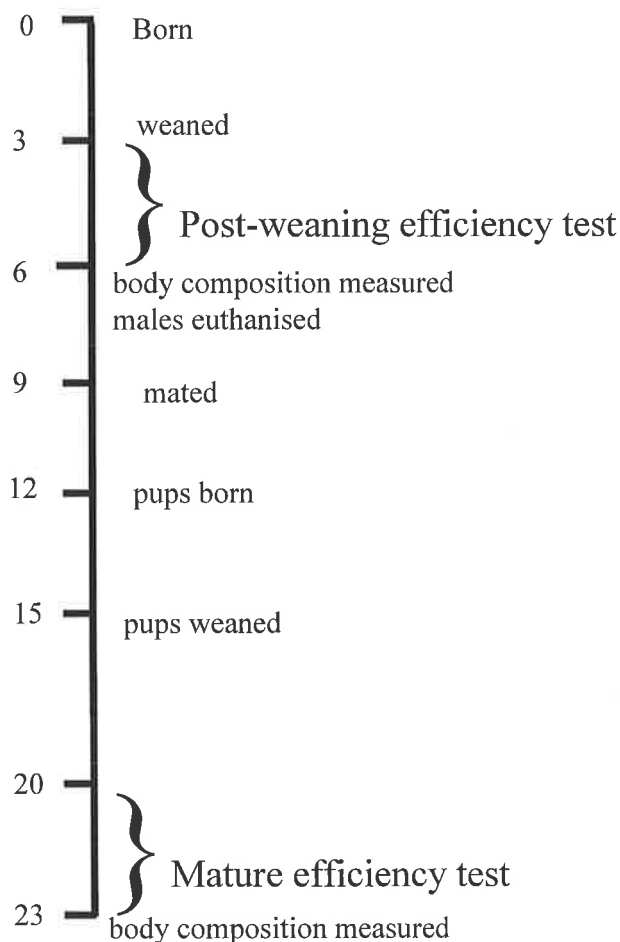 0 Born
weaned
3
Post-weaning efficiency test
6
body composition measured
males euthanised
9 mated
12 pups born
15 pups weaned
20
Mature efficiency test
23
body composition measured